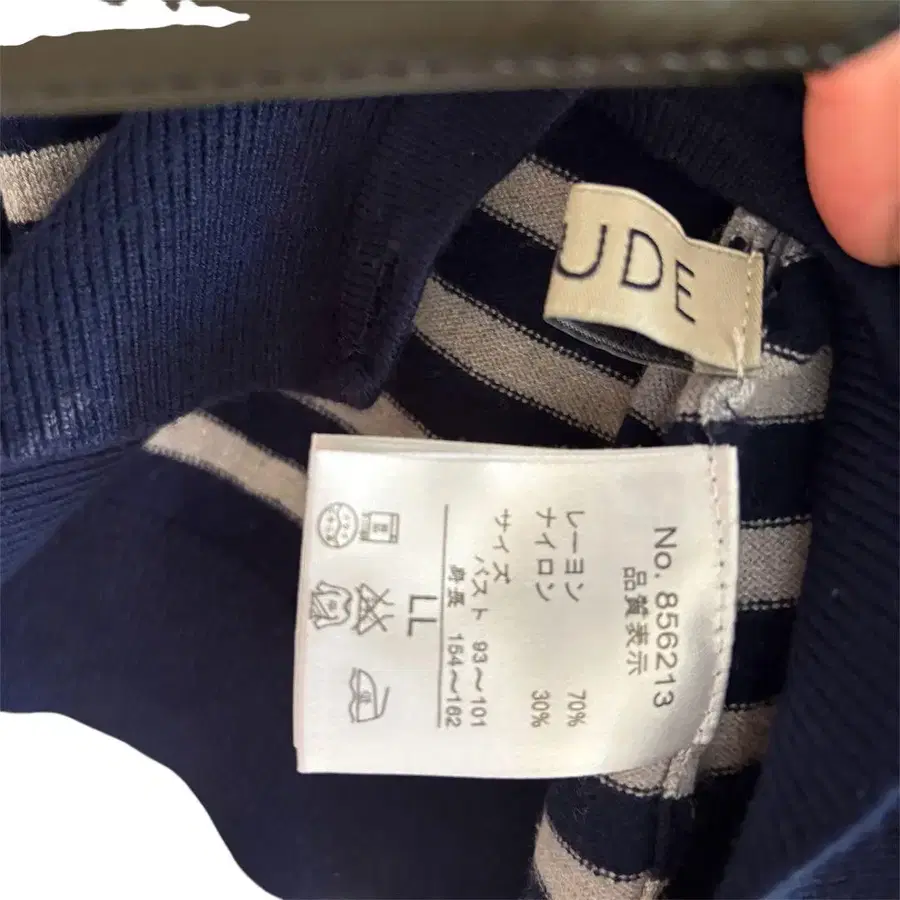 UDE
No. 856213
品質表示
レーヨン 70%
ナイロン 30%
サイズ
バスト 93〜101
身長 154〜162
LL